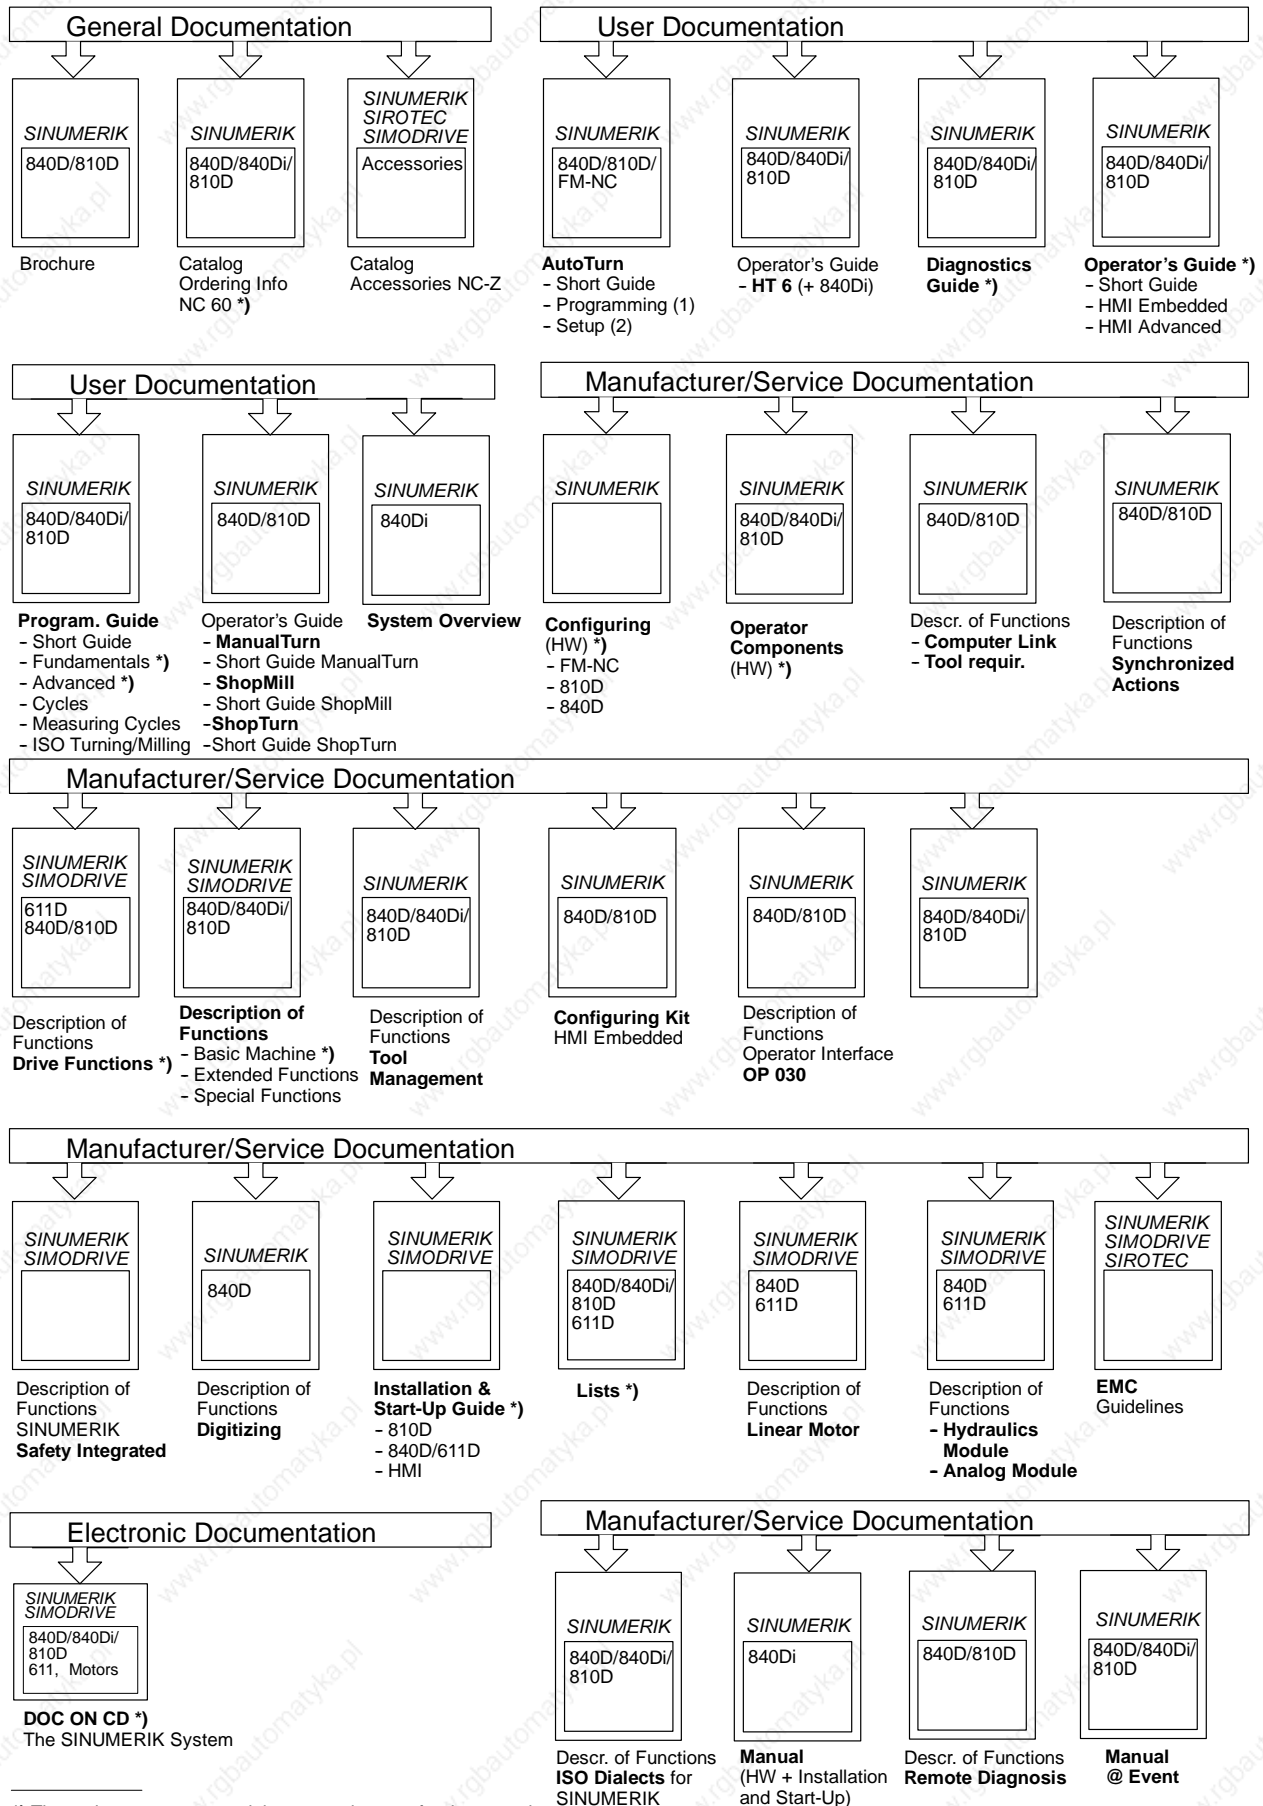 General Documentation
SINUMERIK
840D/810D
Brochure
SINUMERIK
840D/840Di/
810D
Catalog
Ordering Info
NC 60 *)
SINUMERIK
SIROTEC
SIMODRIVE
Accessories
Catalog
Accessories NC-Z
User Documentation
SINUMERIK
840D/810D/
FM-NC
AutoTurn
- Short Guide
- Programming (1)
- Setup (2)
SINUMERIK
840D/840Di/
810D
Operator's Guide
- HT 6 (+ 840Di)
SINUMERIK
840D/840Di/
810D
Diagnostics
Guide *)
SINUMERIK
840D/840Di/
810D
Operator's Guide *)
- Short Guide
- HMI Embedded
- HMI Advanced
User Documentation
SINUMERIK
840D/840Di/
810D
Program. Guide
- Short Guide
- Fundamentals *)
- Advanced *)
- Cycles
- Measuring Cycles
- ISO Turning/Milling
SINUMERIK
840D/810D
Operator's Guide
- ManualTurn
- Short Guide ManualTurn
- ShopMill
- Short Guide ShopMill
-ShopTurn
-Short Guide ShopTurn
SINUMERIK
840Di
System Overview
Manufacturer/Service Documentation
SINUMERIK
Configuring
(HW) *)
- FM-NC
- 810D
- 840D
SINUMERIK
840D/840Di/
810D
Operator
Components
(HW) *)
SINUMERIK
840D/810D
Descr. of Functions
- Computer Link
- Tool requir.
SINUMERIK
840D/810D
Description of
Functions
Synchronized
Actions
Manufacturer/Service Documentation
SINUMERIK
SIMODRIVE
611D
840D/810D
Description of
Functions
Drive Functions *)
SINUMERIK
SIMODRIVE
840D/840Di/
810D
Description of
Functions
- Basic Machine *)
- Extended Functions
- Special Functions
SINUMERIK
840D/840Di/
810D
Description of
Functions
Tool
Management
SINUMERIK
840D/810D
Configuring Kit
HMI Embedded
SINUMERIK
840D/810D
Description of
Functions
Operator Interface
OP 030
SINUMERIK
840D/840Di/
810D
Manufacturer/Service Documentation
SINUMERIK
SIMODRIVE
Description of
Functions
SINUMERIK
Safety Integrated
SINUMERIK
840D
Description of
Functions
Digitizing
SINUMERIK
SIMODRIVE
Installation &
Start-Up Guide *)
- 810D
- 840D/611D
- HMI
SINUMERIK
SIMODRIVE
840D/840Di/
810D
611D
Lists *)
SINUMERIK
SIMODRIVE
840D
611D
Description of
Functions
Linear Motor
SINUMERIK
SIMODRIVE
840D
611D
Description of
Functions
- Hydraulics
Module
- Analog Module
SINUMERIK
SIMODRIVE
SIROTEC
EMC
Guidelines
Electronic Documentation
SINUMERIK
SIMODRIVE
840D/840Di/
810D
611, Motors
DOC ON CD *)
The SINUMERIK System
Manufacturer/Service Documentation
SINUMERIK
840D/840Di/
810D
Descr. of Functions
ISO Dialects for
SINUMERIK
SINUMERIK
840Di
Manual
(HW + Installation
and Start-Up)
SINUMERIK
840D/810D
Descr. of Functions
Remote Diagnosis
SINUMERIK
840D/840Di/
810D
Manual
@ Event
www.rgbautomatyka.pl